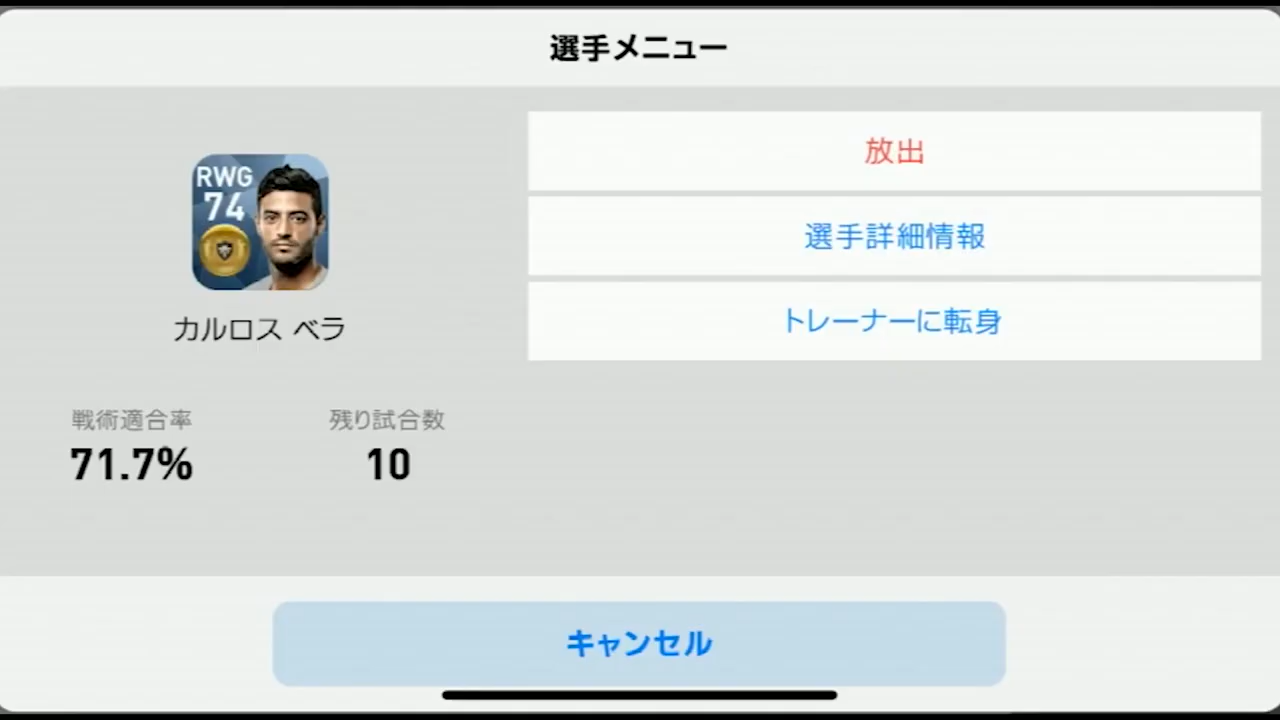 選手メニュー
RWG
74
カルロス ベラ
戦術適合率
残り試合数
71.7%
10
放出
選手詳細情報
トレーナーに転身
キャンセル